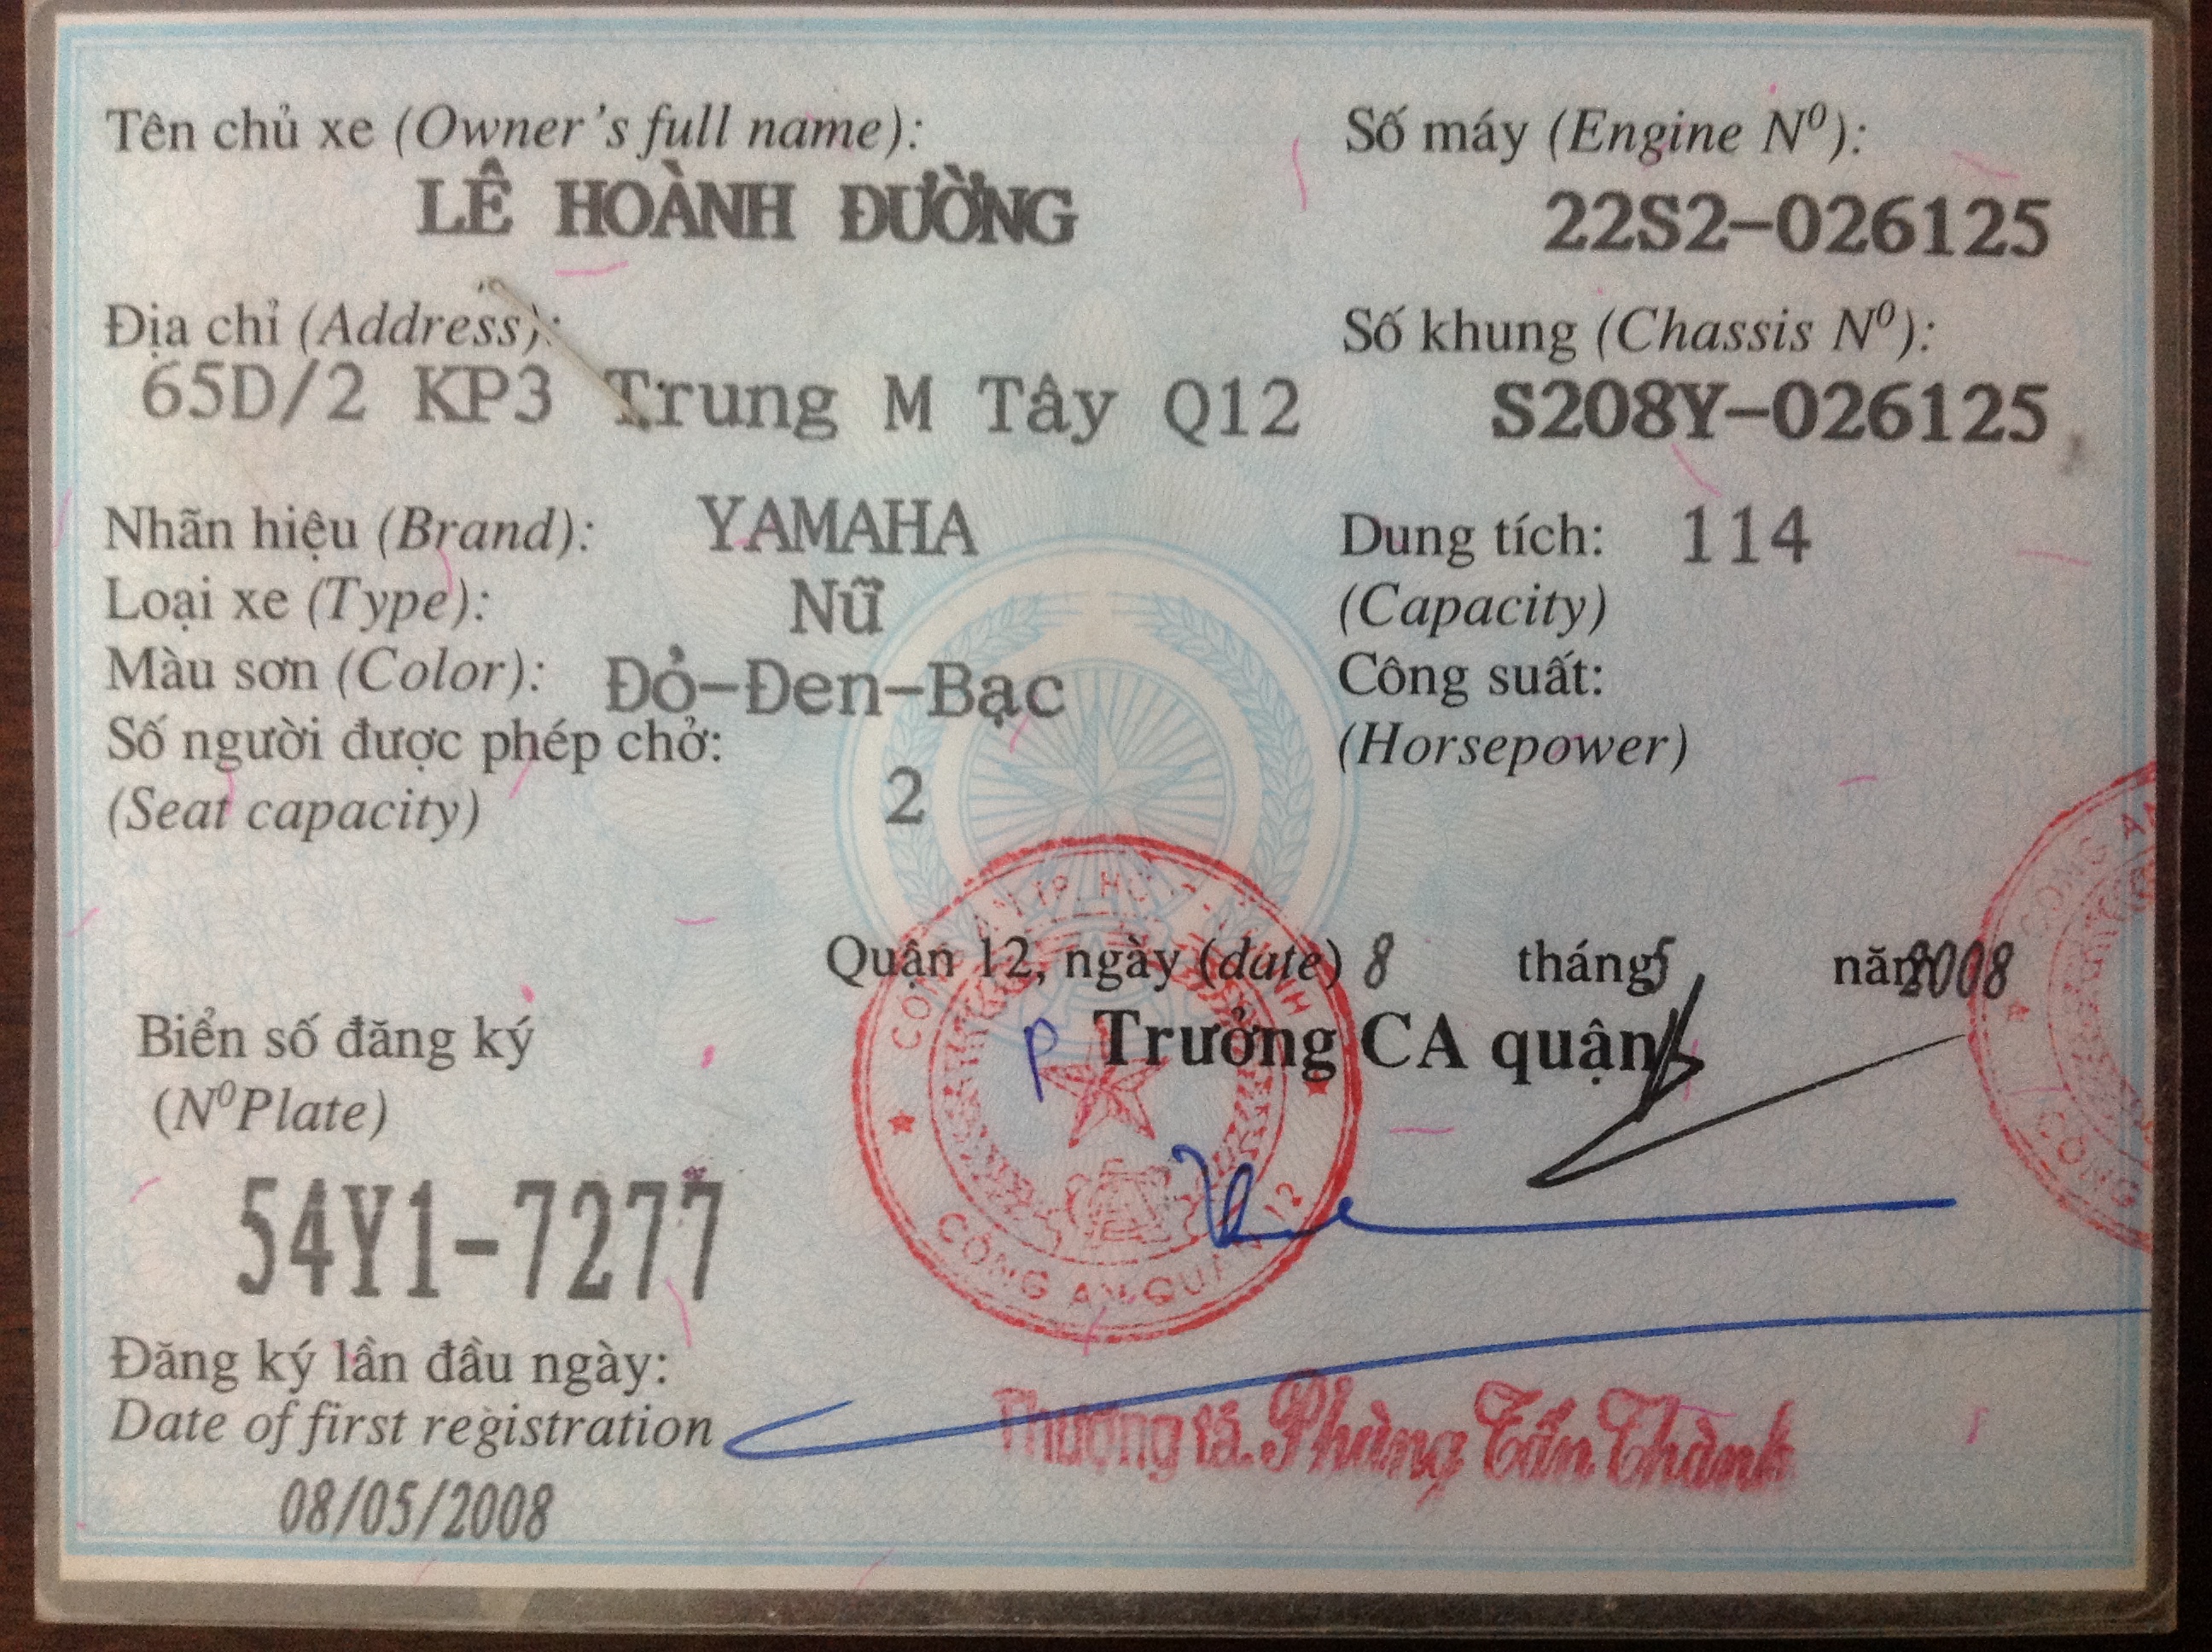 Tên chủ xe (Owner's full name):
LÊ HOÀNH ĐƯỜNG
Địa chỉ (Address):
65D/2 KP3 Trung M Tây Q12
Nhãn hiệu (Brand): YAMAHA
Loại xe (Type): Nữ
Màu sơn (Color): Đỏ-Đen-Bạc
Số người được phép chở:
(Seat capacity) 2
Số máy (Engine Nº):
22S2-026125
Số khung (Chassis Nº):
S208Y-026125
Dung tích: 114
(Capacity)
Công suất:
(Horsepower)
Quận 12, ngày (date) 8 tháng 5 năm 2008
P Trưởng CA quận
CÔNG AN QUẬN 12
Thượng tá. Phùng Tấn Thành
Biển số đăng ký
(NºPlate)
54Y1-7277
Đăng ký lần đầu ngày:
Date of first registration
08/05/2008